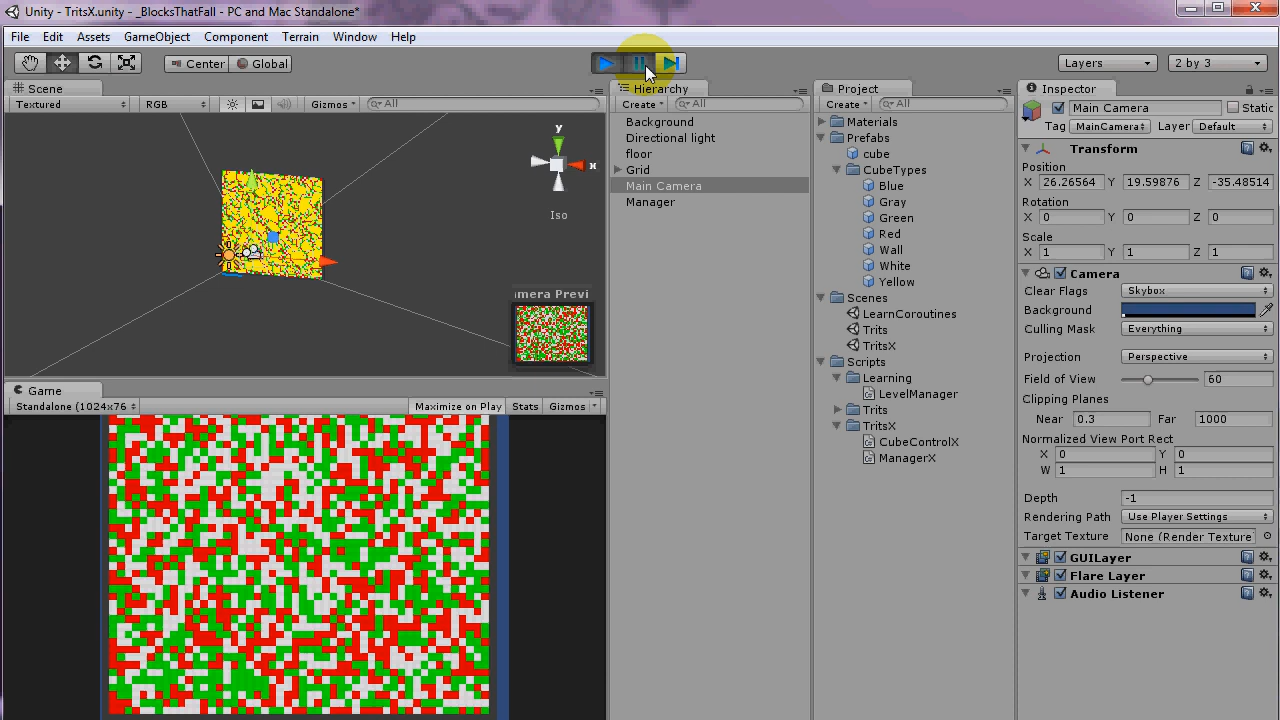 Unity - TritsX.unity - _BlocksThatFall - PC and Mac Standalone*
File Edit Assets GameObject Component Terrain Window Help
Center Global Layers 2 by 3
Scene
Textured RGB Gizmos All
y
x
Iso
mera Previ
Game
Standalone (1024x76 Maximize on Play Stats Gizmos
Hierarchy
Create All
Background
Directional light
floor
Grid
Main Camera
Manager
Project
Create All
Materials
Prefabs
cube
CubeTypes
Blue
Gray
Green
Red
Wall
White
Yellow
Scenes
LearnCoroutines
Trits
TritsX
Scripts
Learning
LevelManager
Trits
TritsX
CubeControlX
ManagerX
Inspector
Main Camera Static
Tag MainCamera Layer Default
Transform
Position
X 26.26564 Y 19.59876 Z -35.48514
Rotation
X 0 Y 0 Z 0
Scale
X 1 Y 1 Z 1
Camera
Clear Flags Skybox
Background
Culling Mask Everything
Projection Perspective
Field of View 60
Clipping Planes
Near 0.3 Far 1000
Normalized View Port Rect
X 0 Y 0
W 1 H 1
Depth -1
Rendering Path Use Player Settings
Target Texture None (Render Texture
GUILayer
Flare Layer
Audio Listener